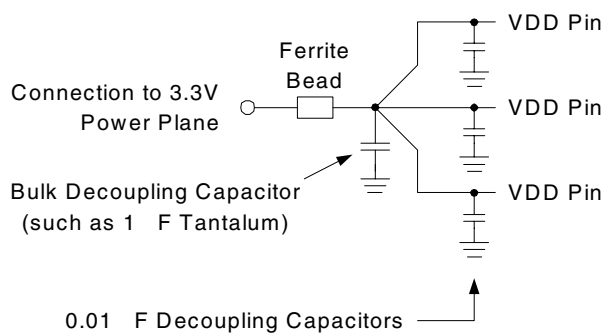 VDD Pin
Ferrite
Bead
Connection to 3.3V
Power Plane
VDD Pin
Bulk Decoupling Capacitor
(such as 1 F Tantalum)
VDD Pin
0.01 F Decoupling Capacitors